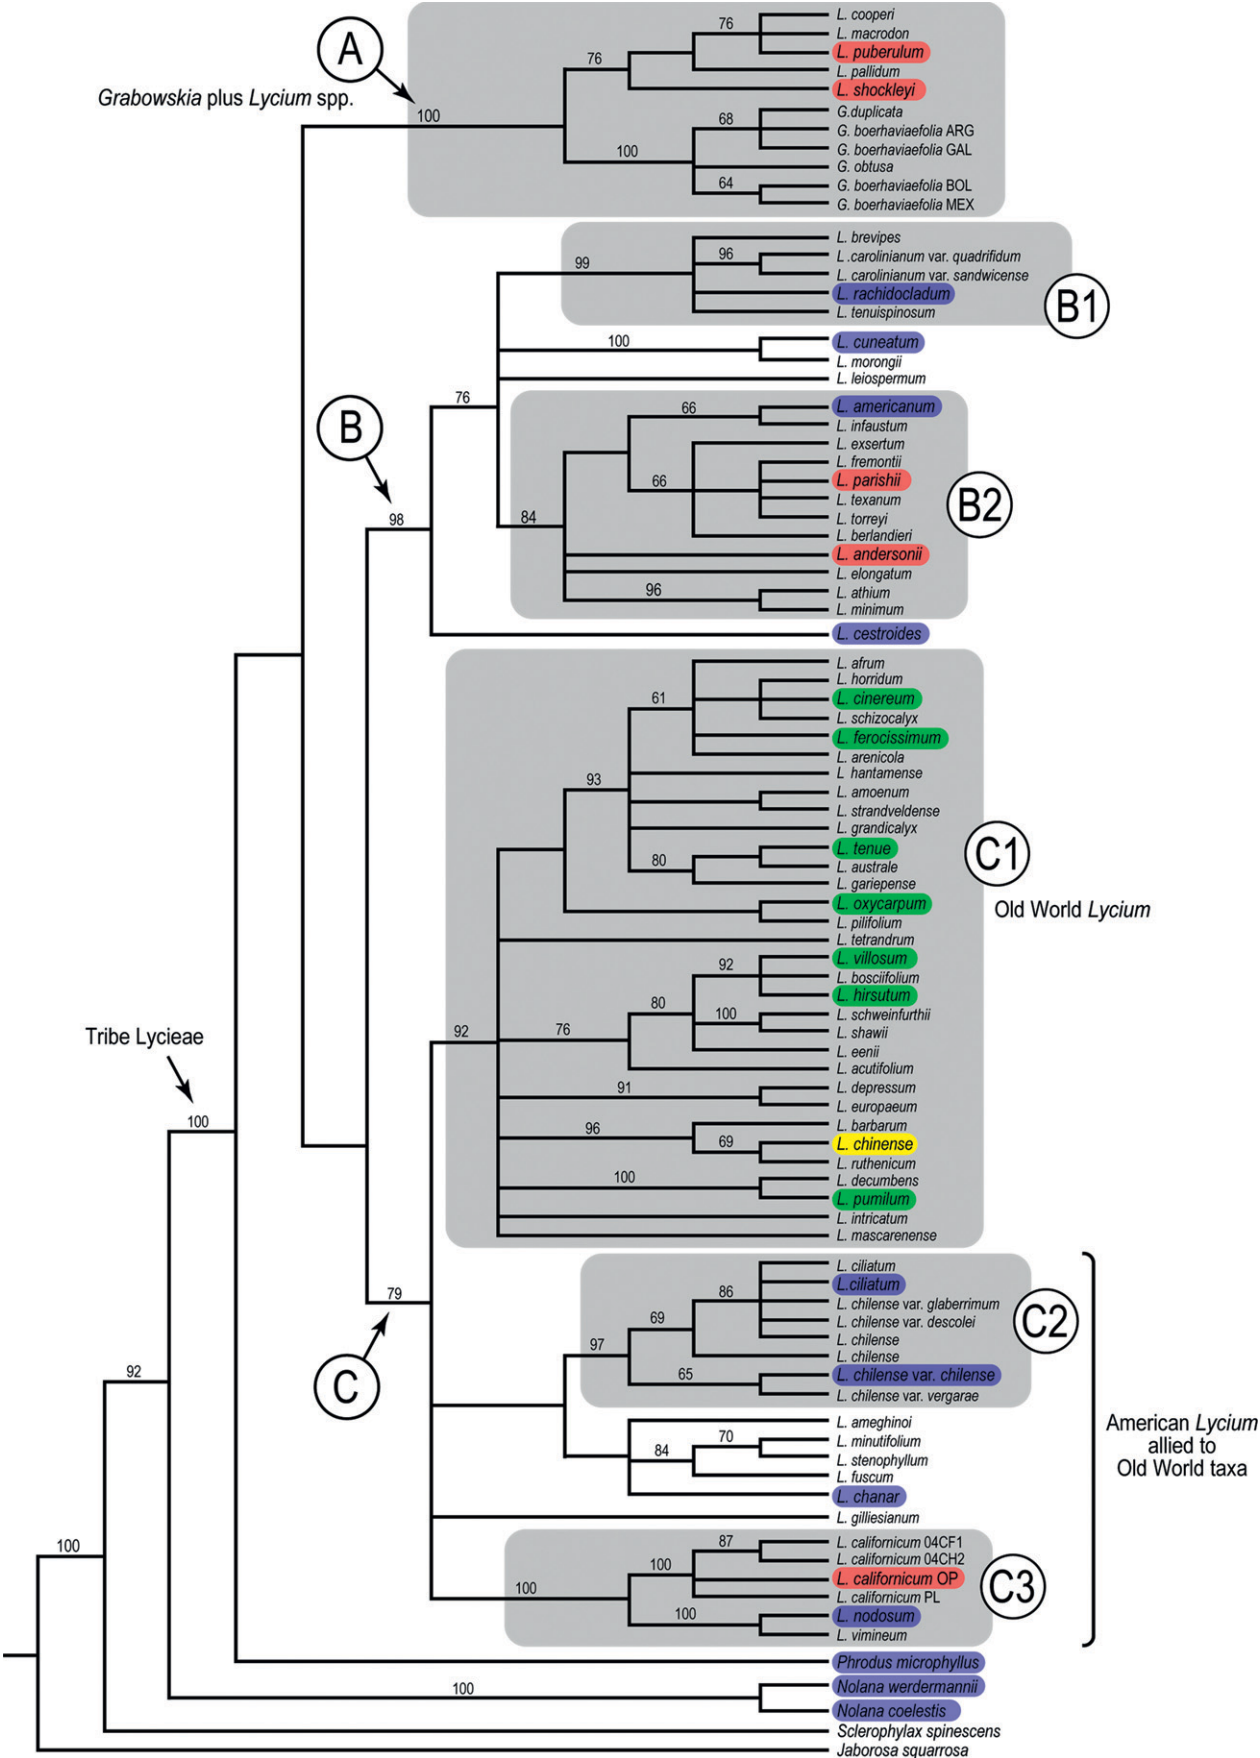 A
Grabowskia plus Lycium spp.
100
76
76
L. cooperi
L. macrodon
L. puberulum
L. pallidum
L. shockleyi
100
68
G.duplicata
G. boerhaviaefolia ARG
G. boerhaviaefolia GAL
G. obtusa
64
G. boerhaviaefolia BOL
G. boerhaviaefolia MEX
B
98
76
99
L. brevipes
96
L .carolinianum var. quadrifidum
L. carolinianum var. sandwicense
L. rachidocladum
L. tenuispinosum
B1
100
L. cuneatum
L. morongii
L. leiospermum
84
66
L. americanum
L. infaustum
66
L. exsertum
L. fremontii
L. parishii
L. texanum
L. torreyi
L. berlandieri
L. andersonii
L. elongatum
96
L. athium
L. minimum
B2
L. cestroides
Tribe Lycieae
100
C
79
92
93
61
L. afrum
L. horridum
L. cinereum
L. schizocalyx
L. ferocissimum
L. arenicola
L hantamense
L. amoenum
L. strandveldense
L. grandicalyx
80
L. tenue
L. australe
L. gariepense
L. oxycarpum
L. pilifolium
L. tetrandrum
76
80
92
L. villosum
L. bosciifolium
L. hirsutum
100
L. schweinfurthii
L. shawii
L. eenii
L. acutifolium
91
L. depressum
L. europaeum
96
L. barbarum
69
L. chinense
L. ruthenicum
100
L. decumbens
L. pumilum
L. intricatum
L. mascarenense
C1
Old World Lycium
97
69
86
L. ciliatum
L.ciliatum
L. chilense var. glaberrimum
L. chilense var. descolei
L. chilense
L. chilense
65
L. chilense var. chilense
L. chilense var. vergarae
C2
L. ameghinoi
84
70
L. minutifolium
L. stenophyllum
L. fuscum
L. chanar
L. gilliesianum
100
100
87
L. californicum 04CF1
L. californicum 04CH2
L. californicum OP
L. californicum PL
100
L. nodosum
L. vimineum
C3
American Lycium
allied to
Old World taxa
92
100
Phrodus microphyllus
100
Nolana werdermannii
Nolana coelestis
Sclerophylax spinescens
Jaborosa squarrosa